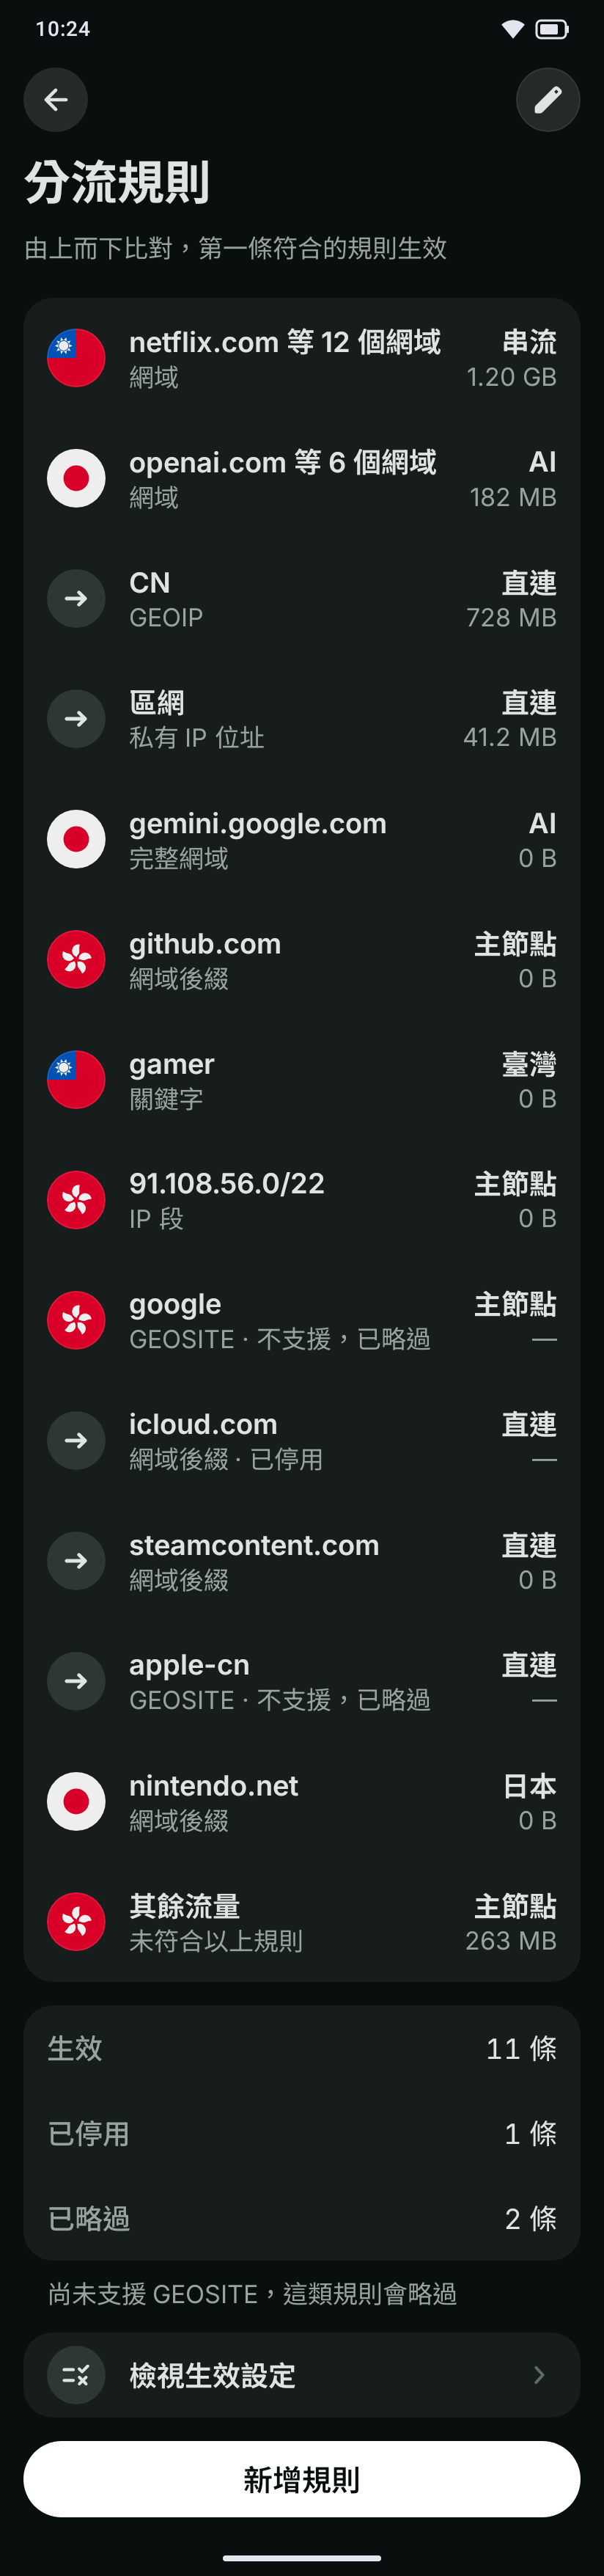 10:24
分流規則
由上而下比對，第一條符合的規則生效
netflix.com 等 12 個網域
串流
網域
1.20 GB
openai.com 等 6 個網域
AI
網域
182 MB
CN
直連
GEOIP
728 MB
區網
直連
私有 IP 位址
41.2 MB
gemini.google.com
AI
完整網域
0 B
github.com
主節點
網域後綴
0 B
gamer
臺灣
關鍵字
0 B
91.108.56.0/22
主節點
IP 段
0 B
google
主節點
GEOSITE · 不支援，已略過
—
icloud.com
直連
網域後綴 · 已停用
—
steamcontent.com
直連
網域後綴
0 B
apple-cn
直連
GEOSITE · 不支援，已略過
—
nintendo.net
日本
網域後綴
0 B
其餘流量
主節點
未符合以上規則
263 MB
生效
11 條
已停用
1 條
已略過
2 條
尚未支援 GEOSITE，這類規則會略過
檢視生效設定
新增規則